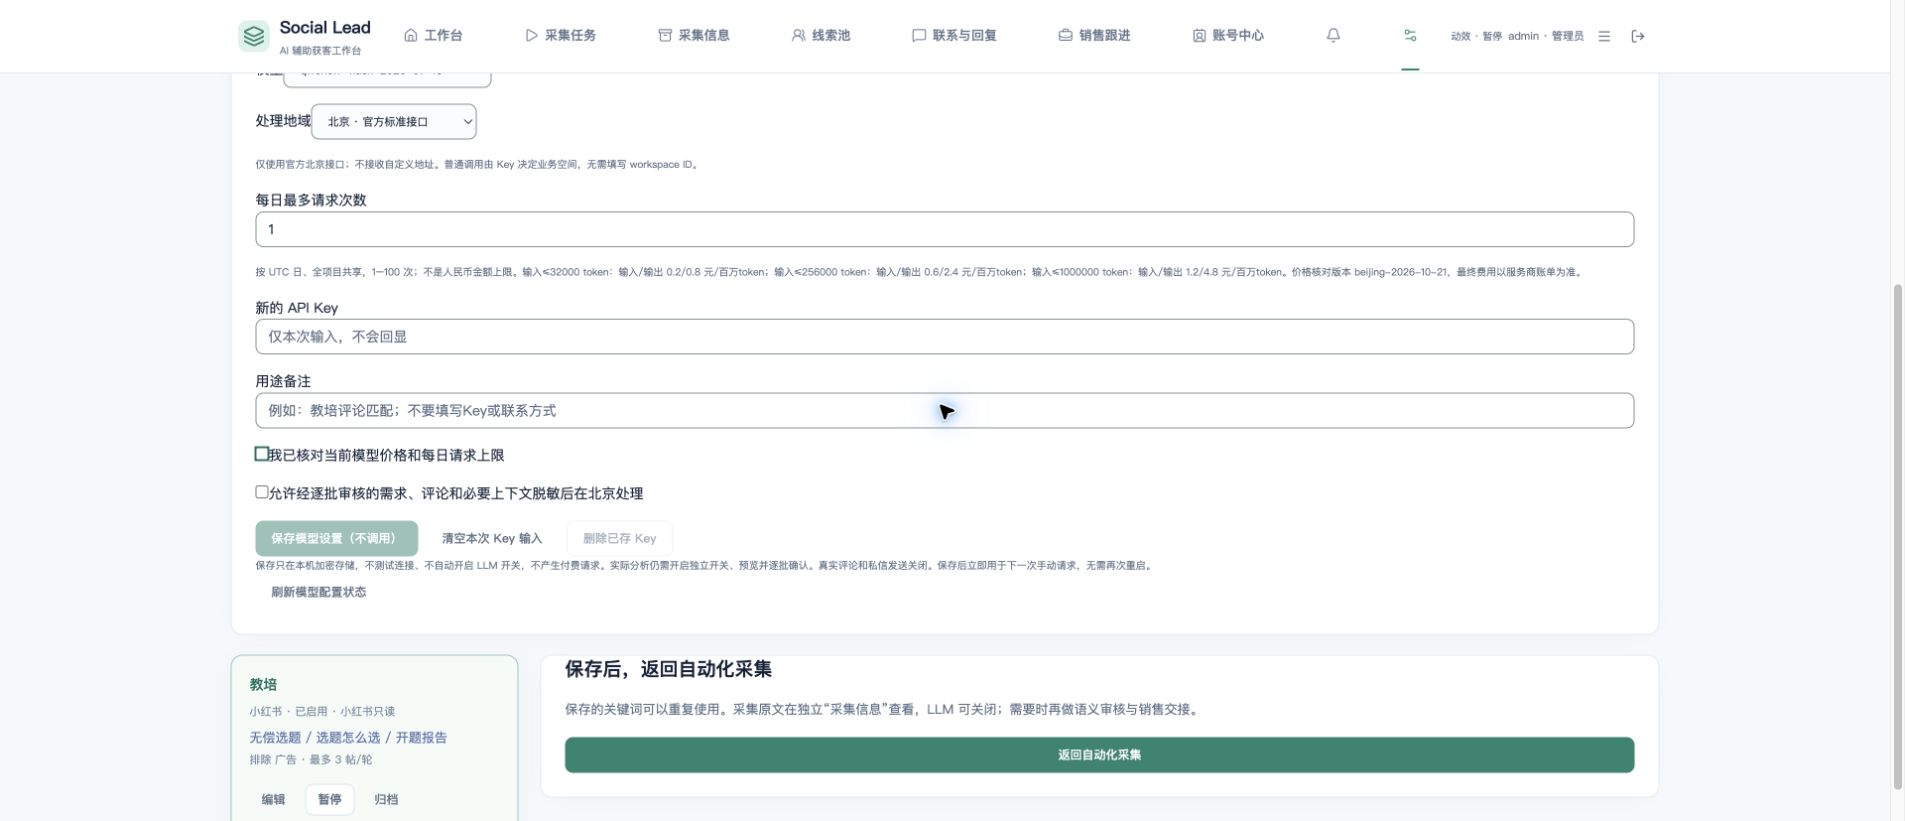 Social Lead
AI 辅助获客工作台
工作台
采集任务
采集信息
线索池
联系与回复
销售跟进
账号中心
动效 · 暂停 admin · 管理员
处理地域
北京 · 官方标准接口
仅使用官方北京接口；不接收自定义地址。普通调用由 Key 决定业务空间，无需填写 workspace ID。
每日最多请求次数
1
按 UTC 日、全项目共享，1—100 次；不是人民币金额上限。输入≤32000 token：输入/输出 0.2/0.8 元/百万token；输入≤256000 token：输入/输出 0.6/2.4 元/百万token；输入≤1000000 token：输入/输出 1.2/4.8 元/百万token。价格核对版本 beijing-2026-10-21，最终费用以服务商账单为准。
新的 API Key
仅本次输入，不会回显
用途备注
例如：教培评论匹配；不要填写Key或联系方式
我已核对当前模型价格和每日请求上限
允许经逐批审核的需求、评论和必要上下文脱敏后在北京处理
保存模型设置（不调用）
清空本次 Key 输入
删除已存 Key
保存只在本机加密存储，不测试连接、不自动开启 LLM 开关，不产生付费请求。实际分析仍需开启独立开关、预览并逐批确认。真实评论和私信发送关闭。保存后立即用于下一次手动请求，无需再次重启。
刷新模型配置状态
教培
小红书 · 已启用 · 小红书只读
无偿选题 / 选题怎么选 / 开题报告
排除 广告 · 最多 3 帖/轮
编辑
暂停
归档
保存后，返回自动化采集
保存的关键词可以重复使用。采集原文在独立“采集信息”查看，LLM 可关闭；需要时再做语义审核与销售交接。
返回自动化采集